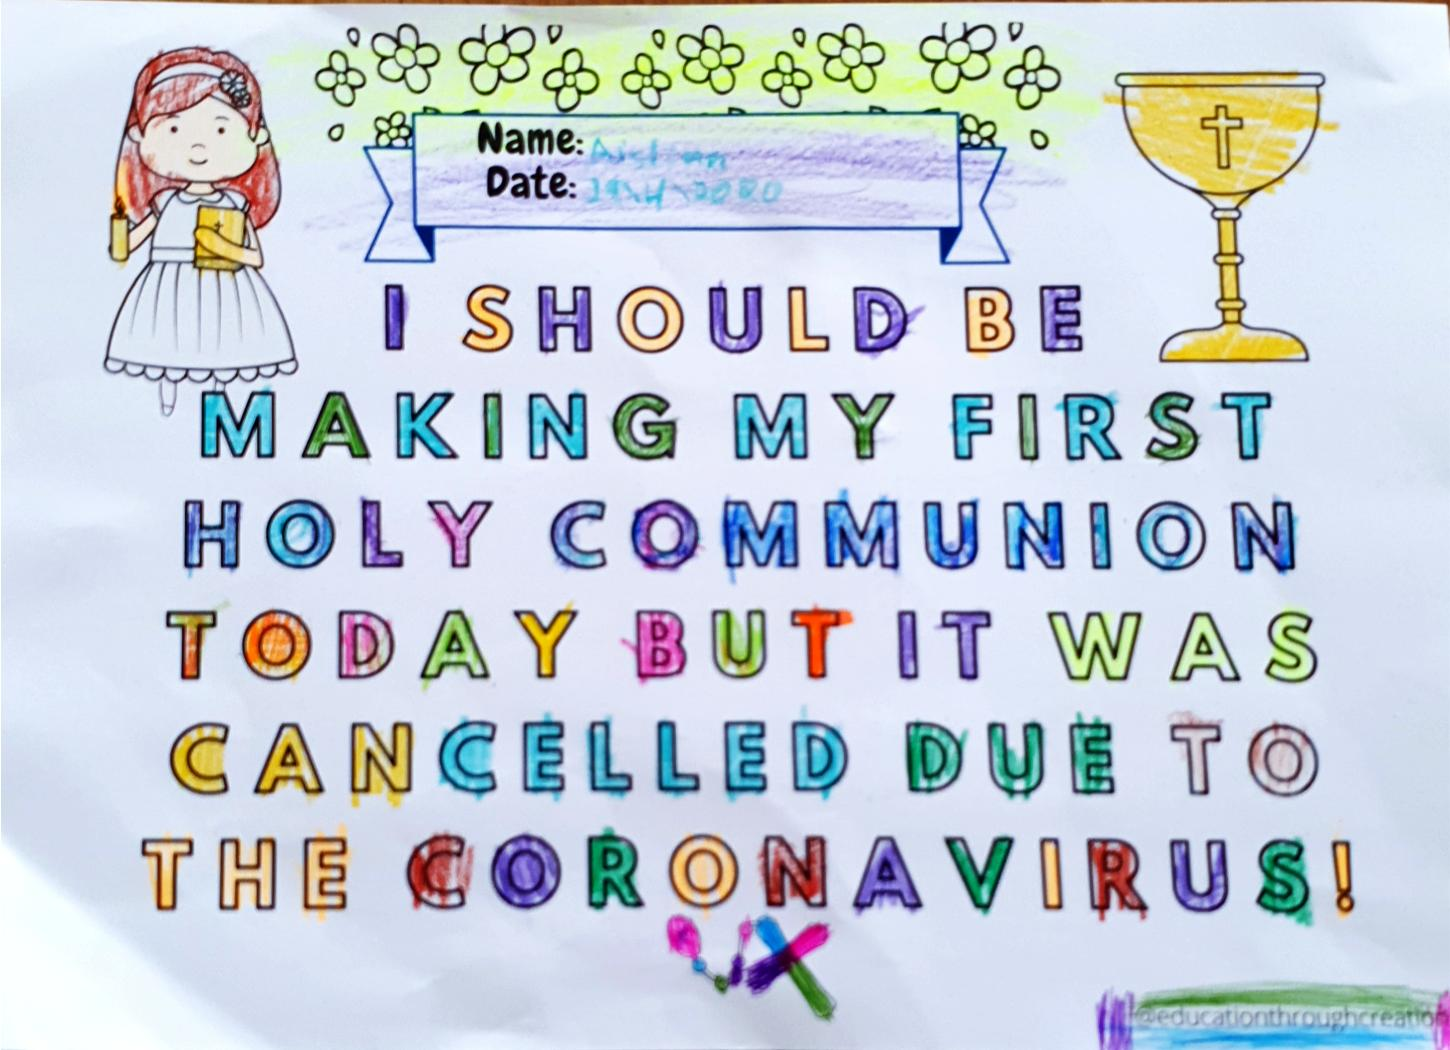 Name:
Date:
I SHOULD BE
MAKING MY FIRST
HOLY COMMUNION
TODAY BUT IT WAS
CANCELLED DUE TO
THE CORONAVIRUS!
@educationthroughcreation